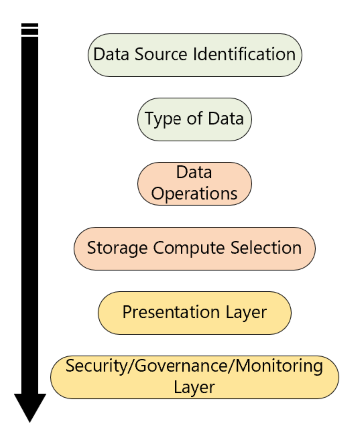 Data Source Identification
Type of Data
Data
Operations
Storage Compute Selection
Presentation Layer
Security/Governance/Monitoring
Layer